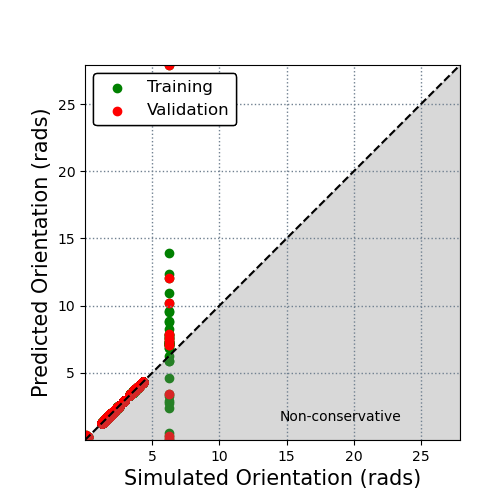 Training
Validation
Predicted Orientation (rads)
25
20
15
10
5
Non-conservative
5
10
15
20
25
Simulated Orientation (rads)